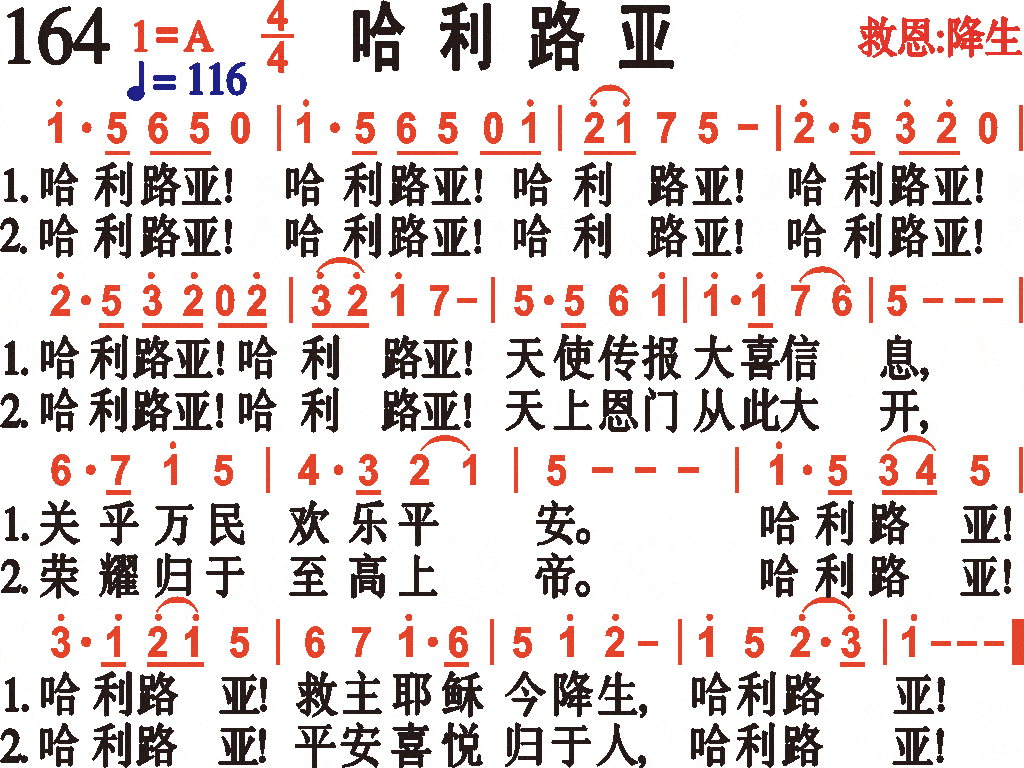 164 1=A 4/4 哈利路亚 救恩:降生
♩= 116
1̇·5 6 5 0 | 1̇·5 6 5 0 1̇ | 2̇ 1̇ 7 5 - | 2̇·5 3̇ 2̇ 0 |
1.哈利路亚! 哈利路亚! 哈利 路亚! 哈利路亚!
2.哈利路亚! 哈利路亚! 哈利 路亚! 哈利路亚!
2̇·5 3̇ 2̇ 0 2̇ | 3̇ 2̇ 1̇ 7 - | 5·5 6 1̇ | 1̇·1̇ 7 6 | 5 - - - |
1.哈利路亚!哈利 路亚! 天使传报大喜信 息,
2.哈利路亚!哈利 路亚! 天上恩门从此大 开,
6·7 1̇ 5 | 4·3 2 1 | 5 - - - | 1̇·5 3 4 5 |
1.关乎万民 欢乐平 安。 哈利路 亚!
2.荣耀归于 至高上 帝。 哈利路 亚!
3̇·1̇ 2̇ 1̇ 5 | 6 7 1̇·6 | 5 1̇ 2̇ - | 1̇ 5 2̇·3̇ | 1̇ - - -
1.哈利路 亚! 救主耶稣 今降生, 哈利路 亚!
2.哈利路 亚! 平安喜悦 归于人, 哈利路 亚!